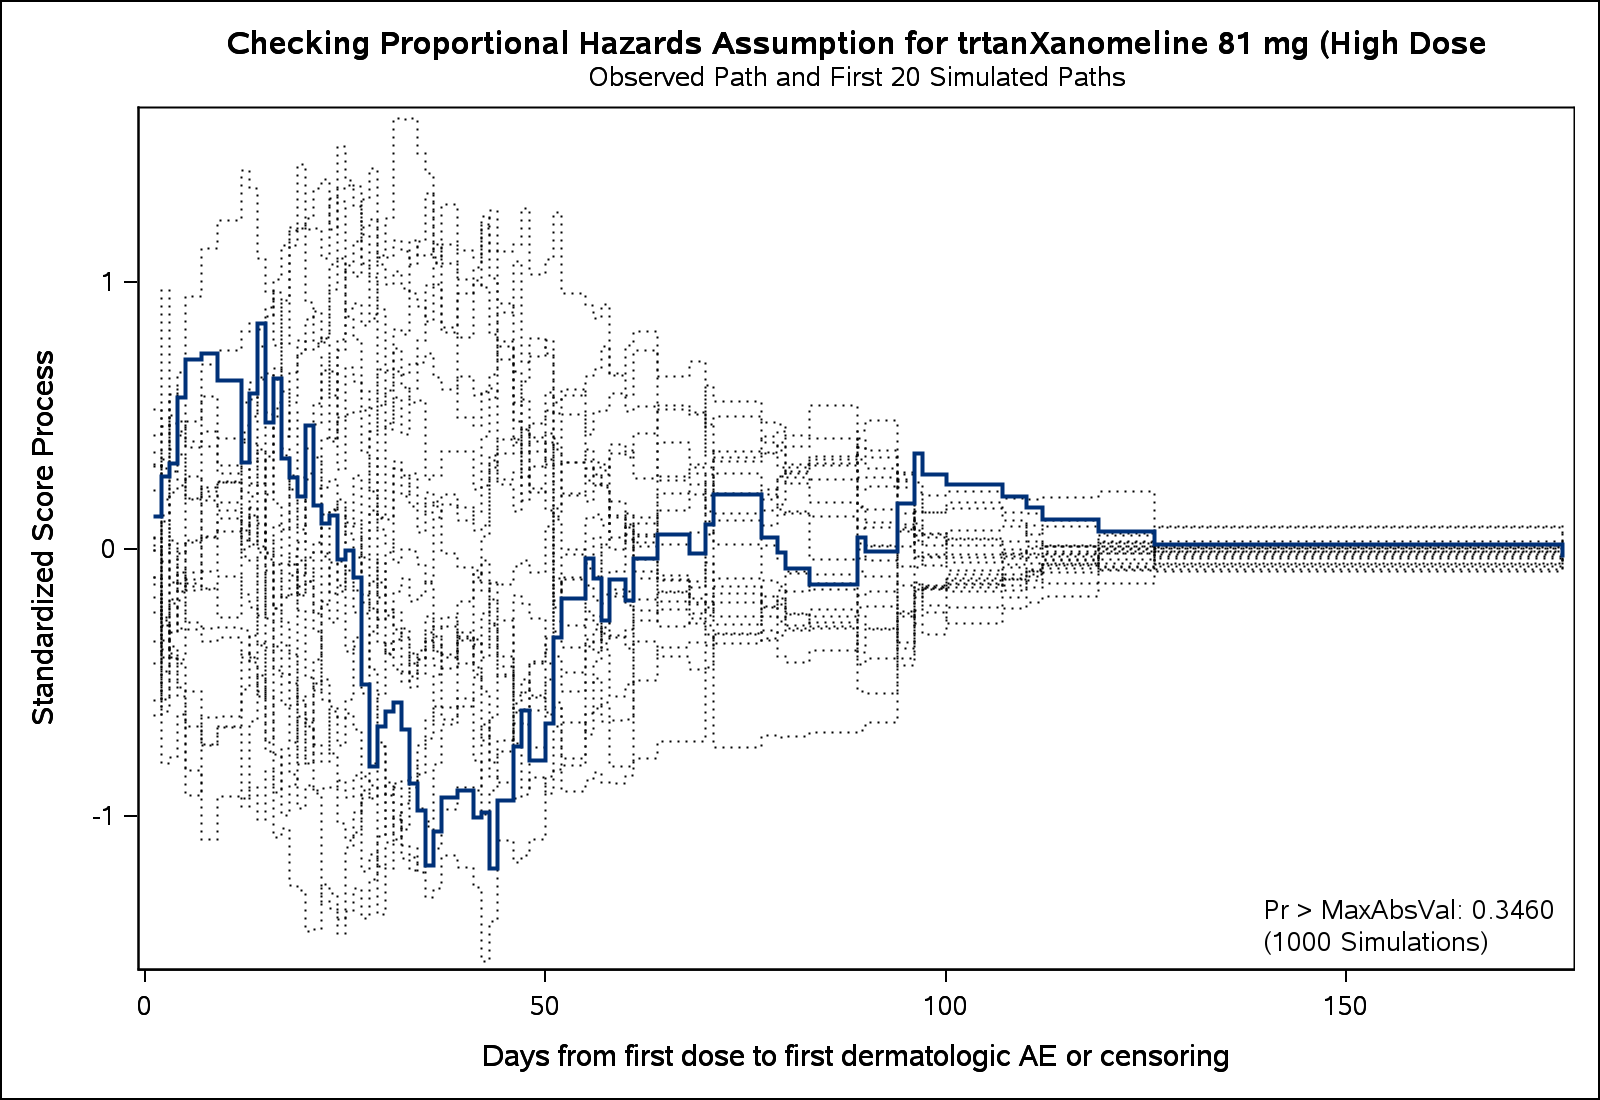 Checking Proportional Hazards Assumption for trtanXanomeline 81 mg (High Dose
Observed Path and First 20 Simulated Paths
Standardized Score Process
1
0
-1
Pr > MaxAbsVal: 0.3460
(1000 Simulations)
0 50 100 150
Days from first dose to first dermatologic AE or censoring